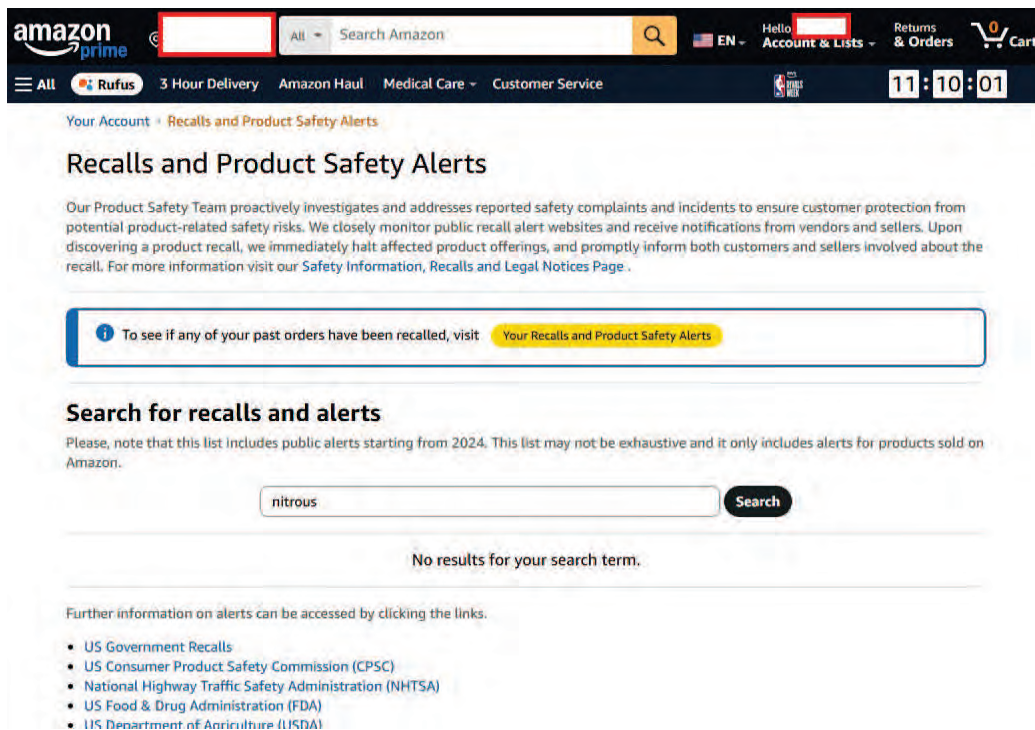 amazon
prime
All
Search Amazon
EN
Hello
Account & Lists
Returns
& Orders
0
Cart
All
Rufus
3 Hour Delivery
Amazon Haul
Medical Care
Customer Service
RIVALS
WEEK
11 : 10 : 01
Your Account › Recalls and Product Safety Alerts
Recalls and Product Safety Alerts
Our Product Safety Team proactively investigates and addresses reported safety complaints and incidents to ensure customer protection from
potential product-related safety risks. We closely monitor public recall alert websites and receive notifications from vendors and sellers. Upon
discovering a product recall, we immediately halt affected product offerings, and promptly inform both customers and sellers involved about the
recall. For more information visit our Safety Information, Recalls and Legal Notices Page .
To see if any of your past orders have been recalled, visit Your Recalls and Product Safety Alerts
Search for recalls and alerts
Please, note that this list includes public alerts starting from 2024. This list may not be exhaustive and it only includes alerts for products sold on
Amazon.
nitrous
Search
No results for your search term.
Further information on alerts can be accessed by clicking the links.
• US Government Recalls
• US Consumer Product Safety Commission (CPSC)
• National Highway Traffic Safety Administration (NHTSA)
• US Food & Drug Administration (FDA)
• US Department of Agriculture (USDA)